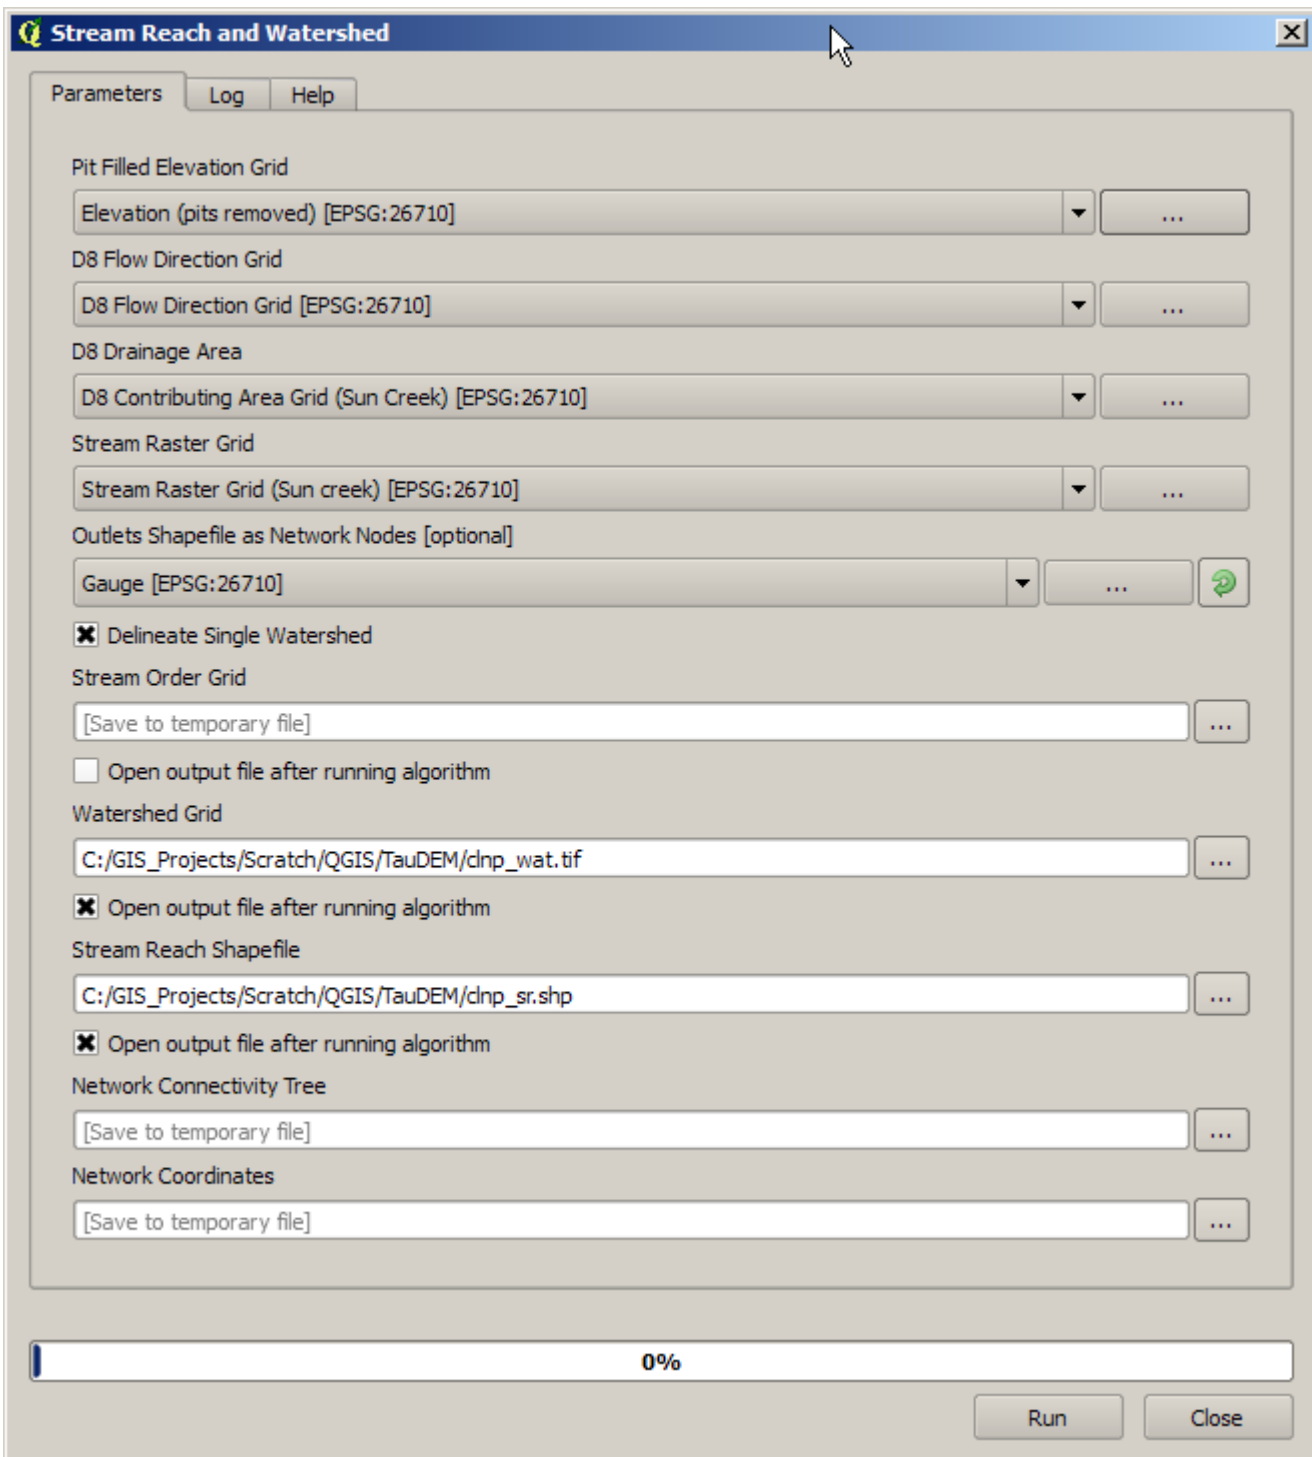 Stream Reach and Watershed
Parameters Log Help
Pit Filled Elevation Grid
Elevation (pits removed) [EPSG:26710] ...
D8 Flow Direction Grid
D8 Flow Direction Grid [EPSG:26710] ...
D8 Drainage Area
D8 Contributing Area Grid (Sun Creek) [EPSG:26710] ...
Stream Raster Grid
Stream Raster Grid (Sun creek) [EPSG:26710] ...
Outlets Shapefile as Network Nodes [optional]
Gauge [EPSG:26710] ...
Delineate Single Watershed
Stream Order Grid
[Save to temporary file] ...
Open output file after running algorithm
Watershed Grid
C:/GIS_Projects/Scratch/QGIS/TauDEM/clnp_wat.tif ...
Open output file after running algorithm
Stream Reach Shapefile
C:/GIS_Projects/Scratch/QGIS/TauDEM/clnp_sr.shp ...
Open output file after running algorithm
Network Connectivity Tree
[Save to temporary file] ...
Network Coordinates
[Save to temporary file] ...
0%
Run Close